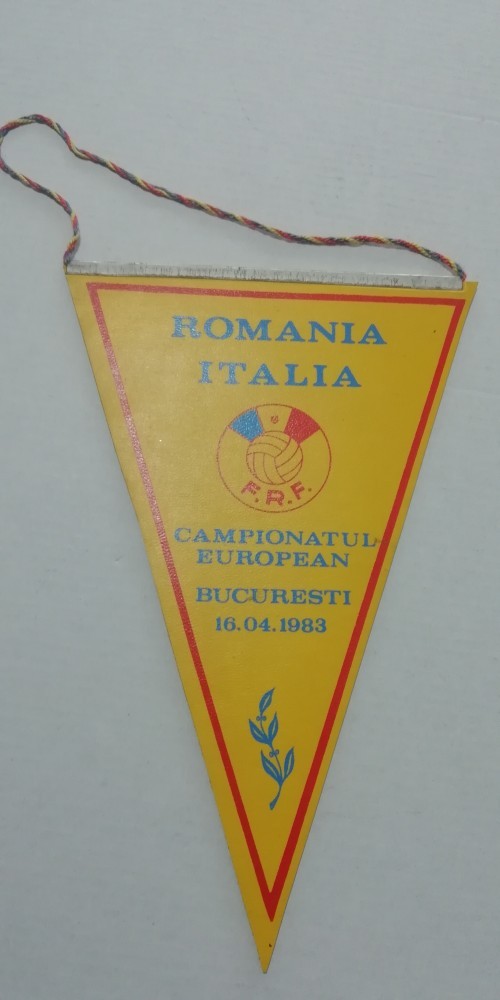 ROMANIA
ITALIA
F.R.F.
CAMPIONATUL
EUROPEAN
BUCURESTI
16.04.1983